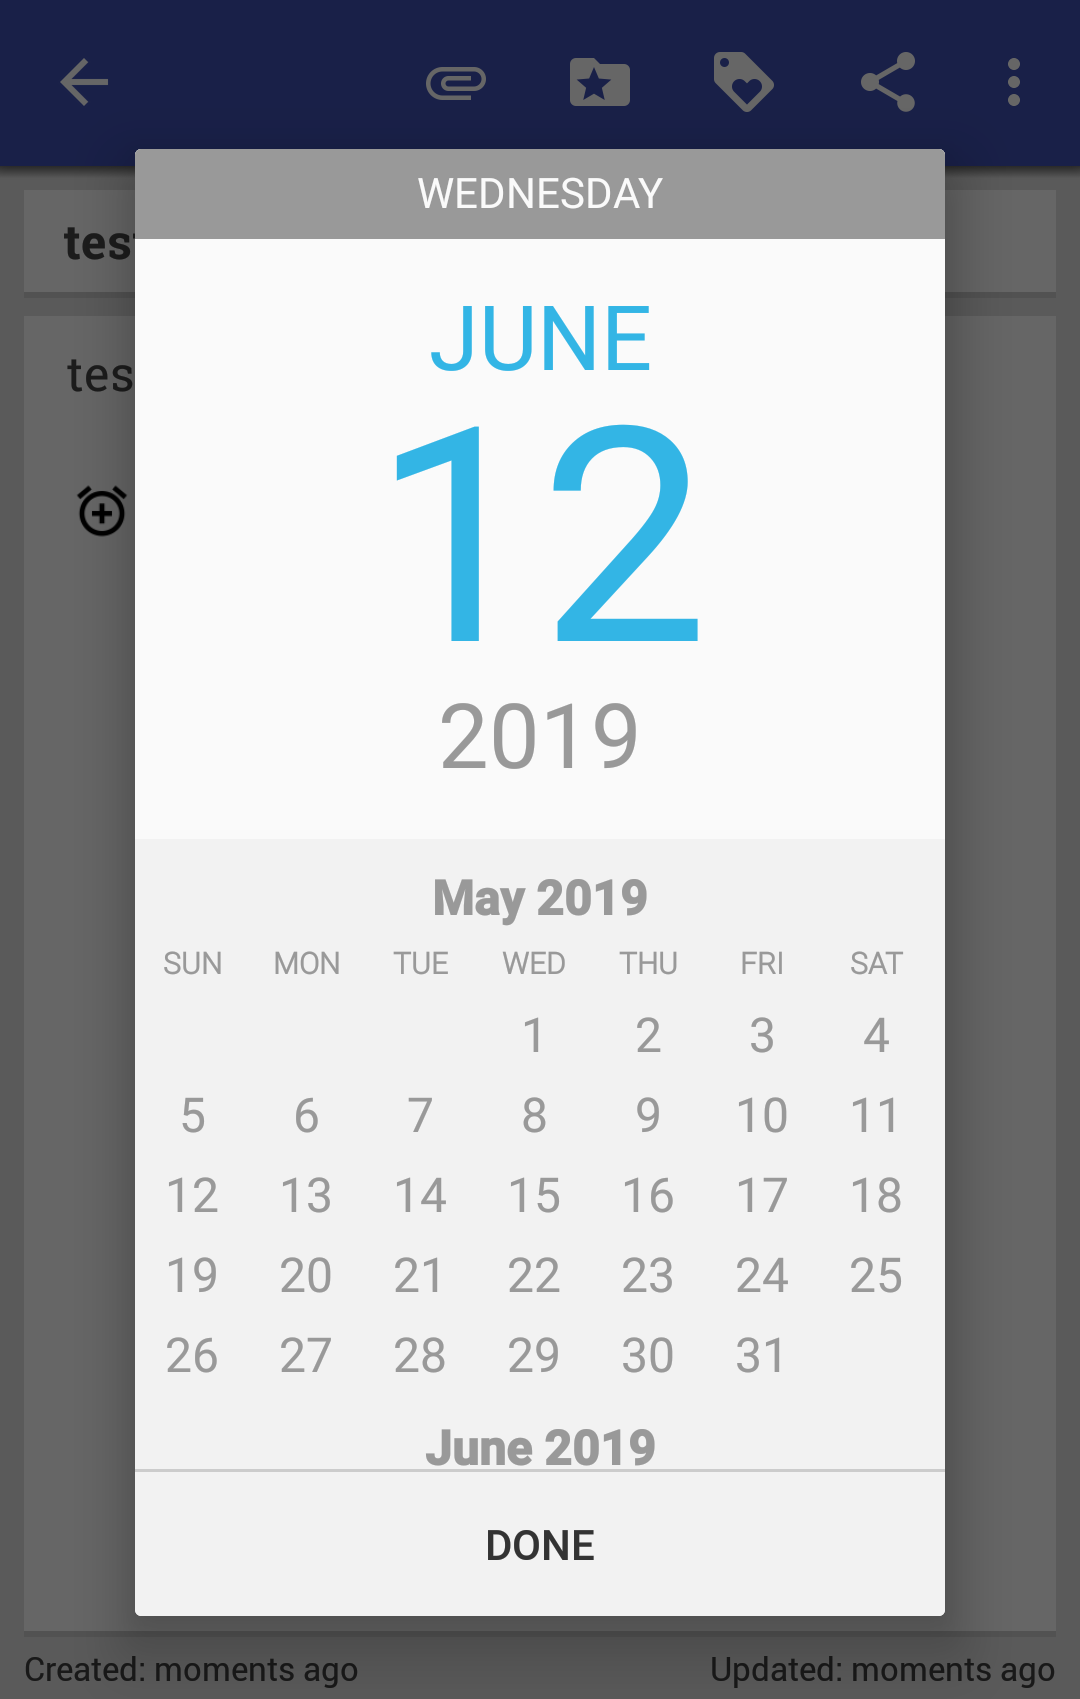 WEDNESDAY
tes
JUNE
12
2019
tes
May 2019
SUN MON TUE WED THU FRI SAT
1 2 3 4
5 6 7 8 9 10 11
12 13 14 15 16 17 18
19 20 21 22 23 24 25
26 27 28 29 30 31
June 2019
DONE
Created: moments ago Updated: moments ago